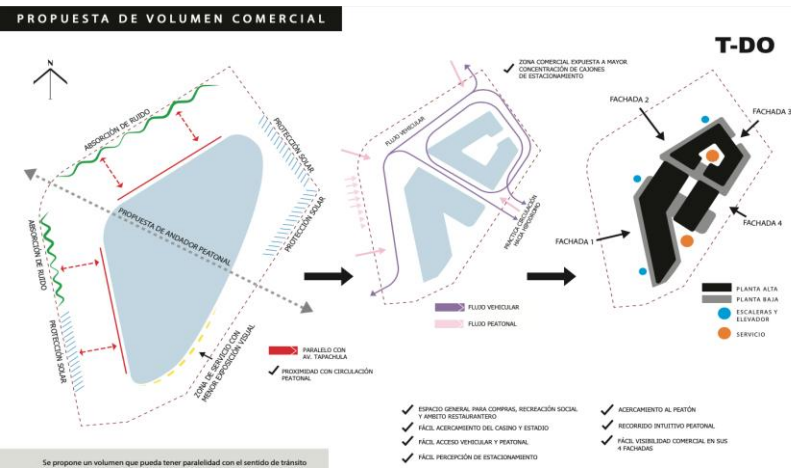 PROPUESTA DE VOLUMEN COMERCIAL
T-DO
N
ABSORCIÓN DE RUIDO
PROTECCIÓN SOLAR
PROTECCIÓN SOLAR
PROPUESTA DE ANDADOR PEATONAL
ABSORCIÓN DE RUIDO
PROTECCIÓN SOLAR
ZONA DE SERVICIO CON
MENOR EXPOSICIÓN VISUAL
PARALELO CON
AV. TAPACHULA
PROXIMIDAD CON CIRCULACIÓN
PEATONAL
ZONA COMERCIAL EXPUESTA A MAYOR
CONCENTRACIÓN DE CAJONES
DE ESTACIONAMIENTO
FLUJO VEHICULAR
PRÁCTICA CIRCULACIÓN
HACIA HIPÓDROMO
FLUJO VEHICULAR
FLUJO PEATONAL
FACHADA 2
FACHADA 3
FACHADA 1
FACHADA 4
PLANTA ALTA
PLANTA BAJA
ESCALERAS Y
ELEVADOR
SERVICIO
ESPACIO GENERAL PARA COMPRAS, RECREACIÓN SOCIAL
Y AMBITO RESTAURANTERO
FÁCIL ACERCAMIENTO DEL CASINO Y ESTADIO
FÁCIL ACCESO VEHICULAR Y PEATONAL
FÁCIL PERCEPCIÓN DE ESTACIONAMIENTO
ACERCAMIENTO AL PEATÓN
RECORRIDO INTUITIVO PEATONAL
FÁCIL VISIBILIDAD COMERCIAL EN SUS
4 FACHADAS
Se propone un volumen que pueda tener paralelidad con el sentido de tránsito